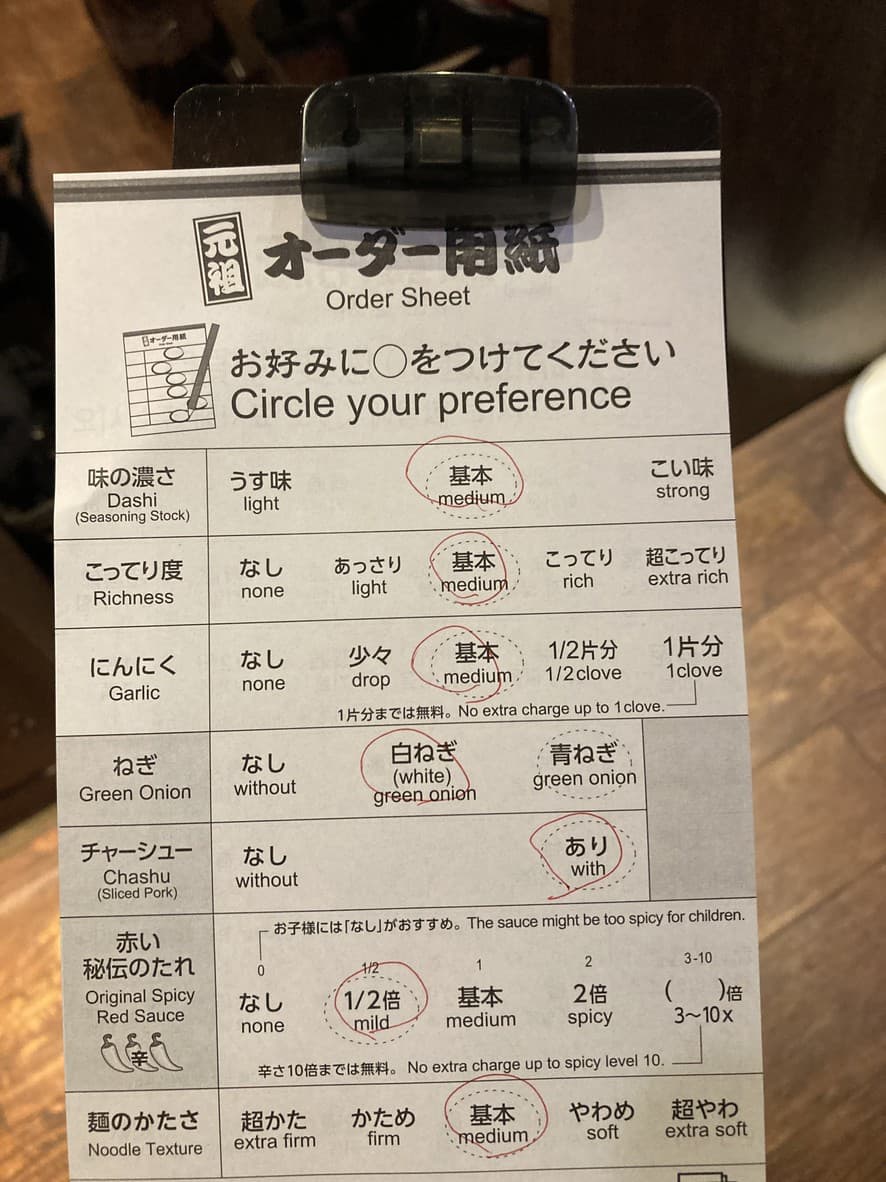 元祖 オーダー用紙
Order Sheet
オーダー用紙
お好みに○をつけてください
Circle your preference
味の濃さ
Dashi
(Seasoning Stock)
うす味
light
基本
medium
こい味
strong
こってり度
Richness
なし
none
あっさり
light
基本
medium
こってり
rich
超こってり
extra rich
にんにく
Garlic
なし
none
少々
drop
基本
medium
1/2片分
1/2clove
1片分
1clove
1片分までは無料。No extra charge up to 1clove.
ねぎ
Green Onion
なし
without
白ねぎ
(white)
green onion
青ねぎ
green onion
チャーシュー
Chashu
(Sliced Pork)
なし
without
あり
with
赤い
秘伝のたれ
Original Spicy
Red Sauce
辛
お子様には「なし」がおすすめ。The sauce might be too spicy for children.
0
なし
none
1/2
1/2倍
mild
1
基本
medium
2
2倍
spicy
3-10
( )倍
3〜10x
辛さ10倍までは無料。No extra charge up to spicy level 10.
麺のかたさ
Noodle Texture
超かた
extra firm
かため
firm
基本
medium
やわめ
soft
超やわ
extra soft